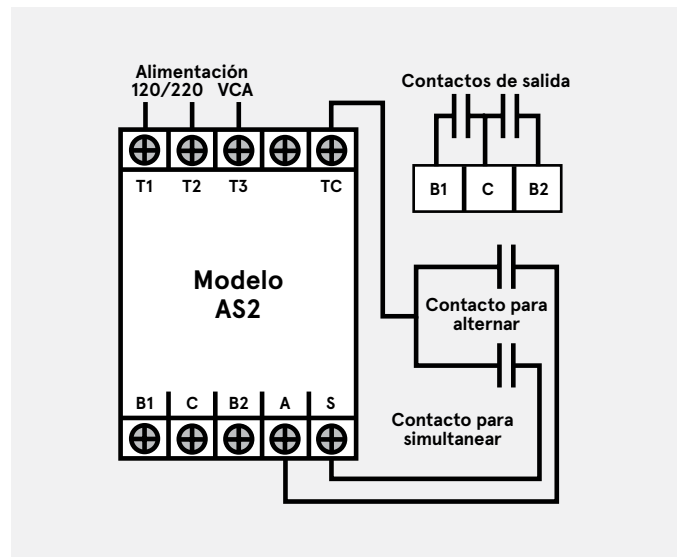 Alimentación
120/220 VCA
T1 T2 T3 TC
Modelo
AS2
B1 C B2 A S
Contactos de salida
B1 C B2
Contacto para
alternar
Contacto para
simultanear